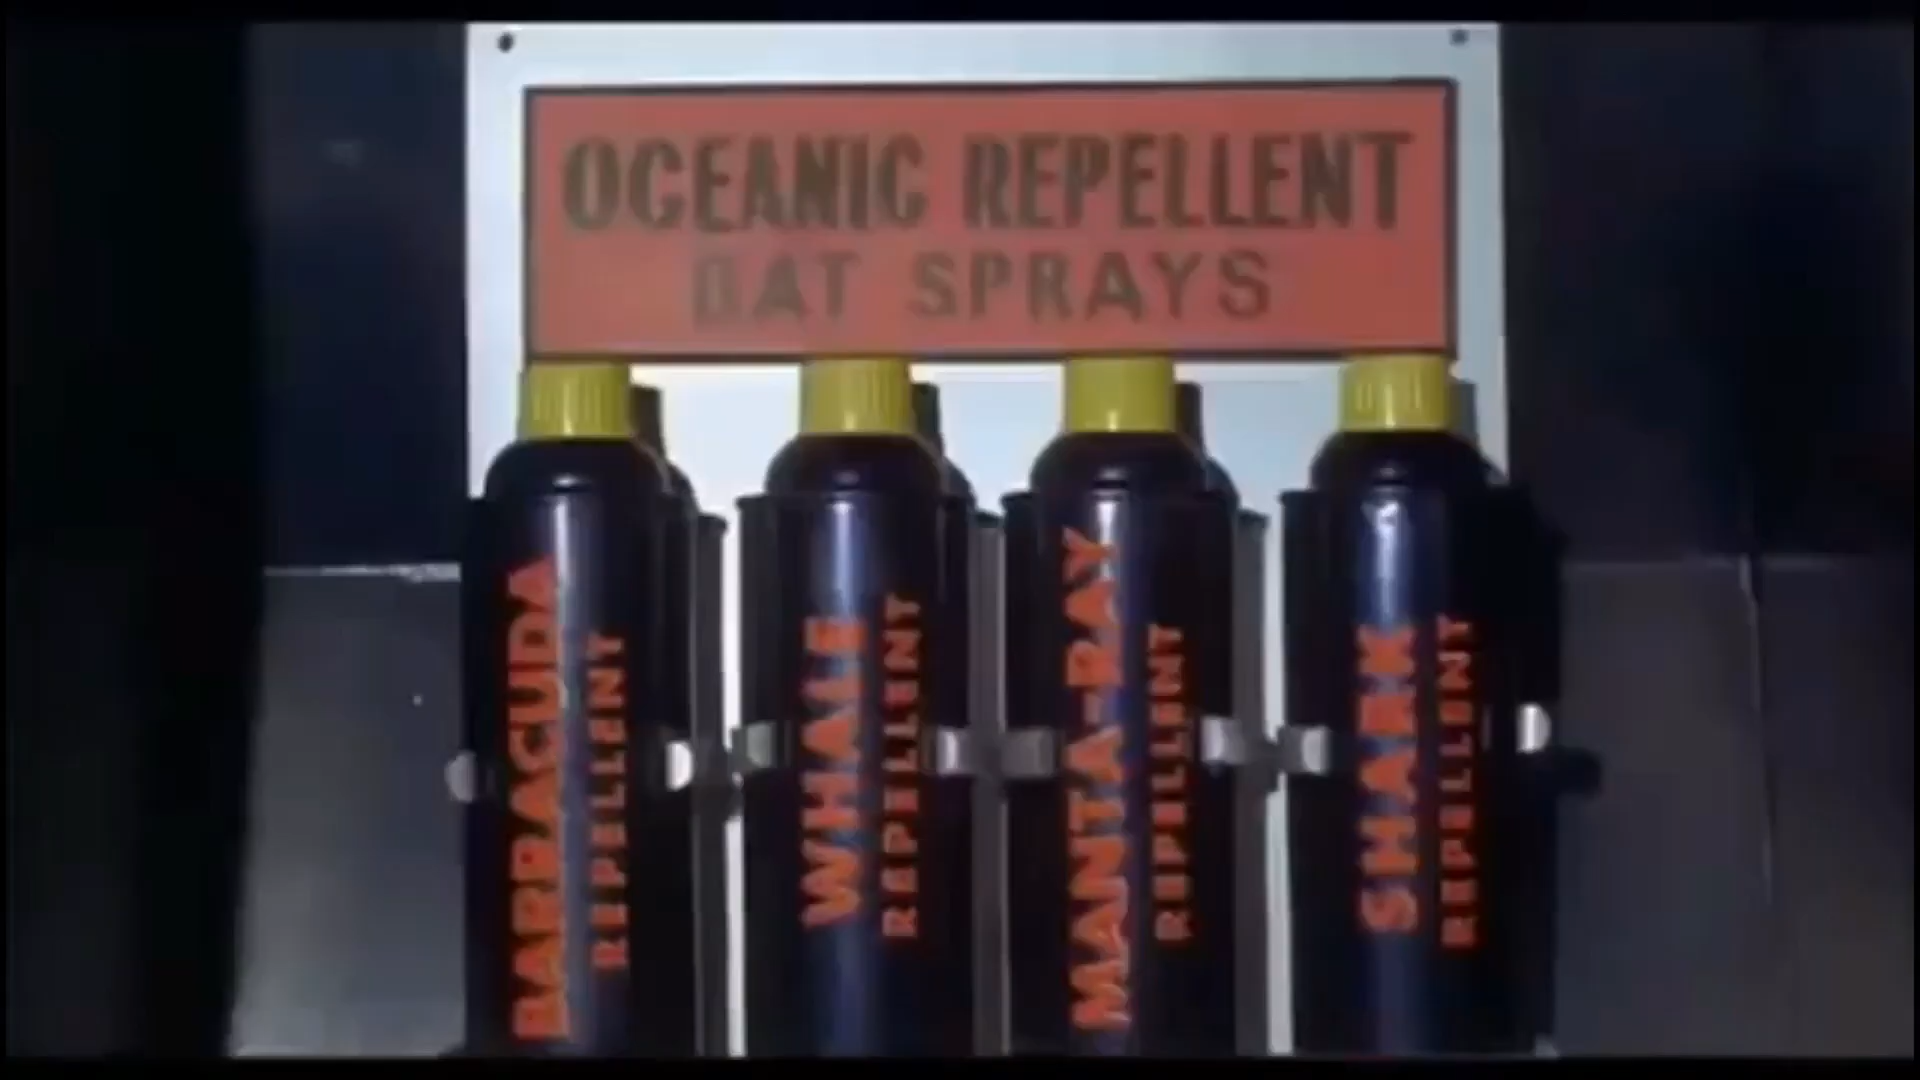 OCEANIC REPELLENT
BAT SPRAYS
BARRACUDA
REPELLENT
WHALE
REPELLENT
MANTA-RAY
REPELLENT
SHARK
REPELLENT